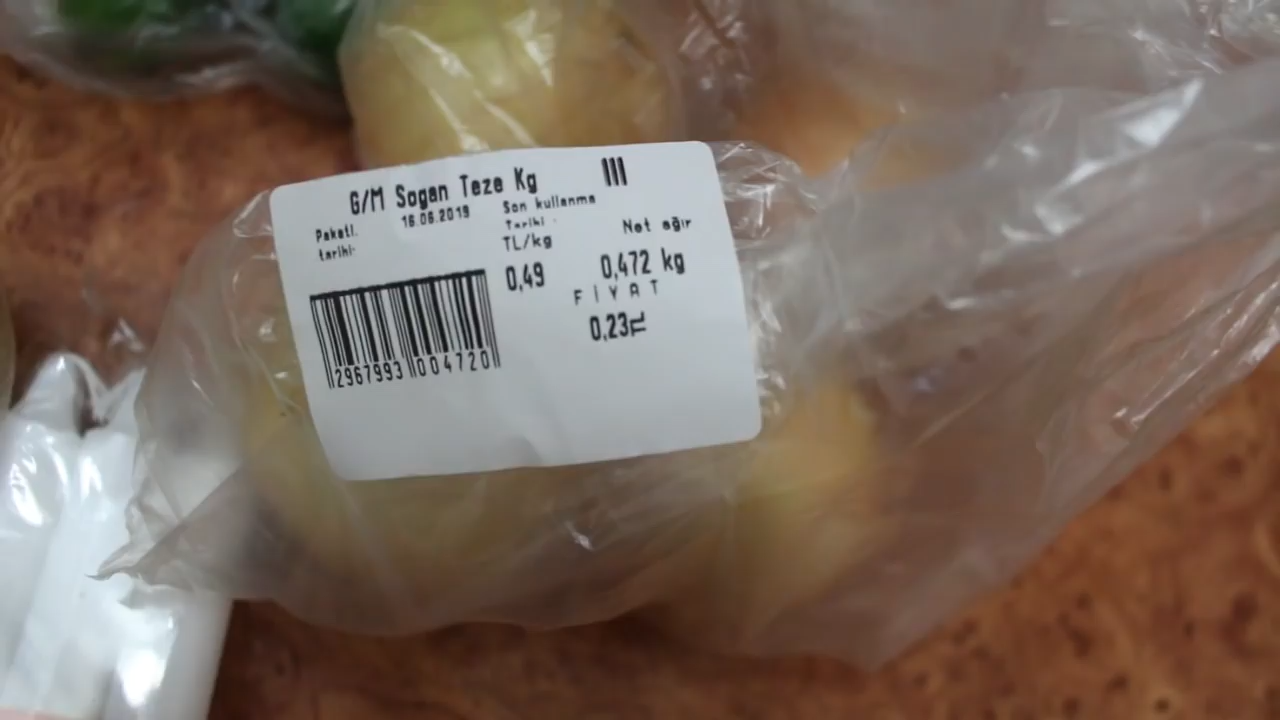 G/M Sogan Teze Kg
Paketl. tarihi: 16.06.2019
Son kullanma Tarihi -
TL/kg
Net ağır
0,49
0,472 kg
FİYAT
0,23TL
2967993 004720